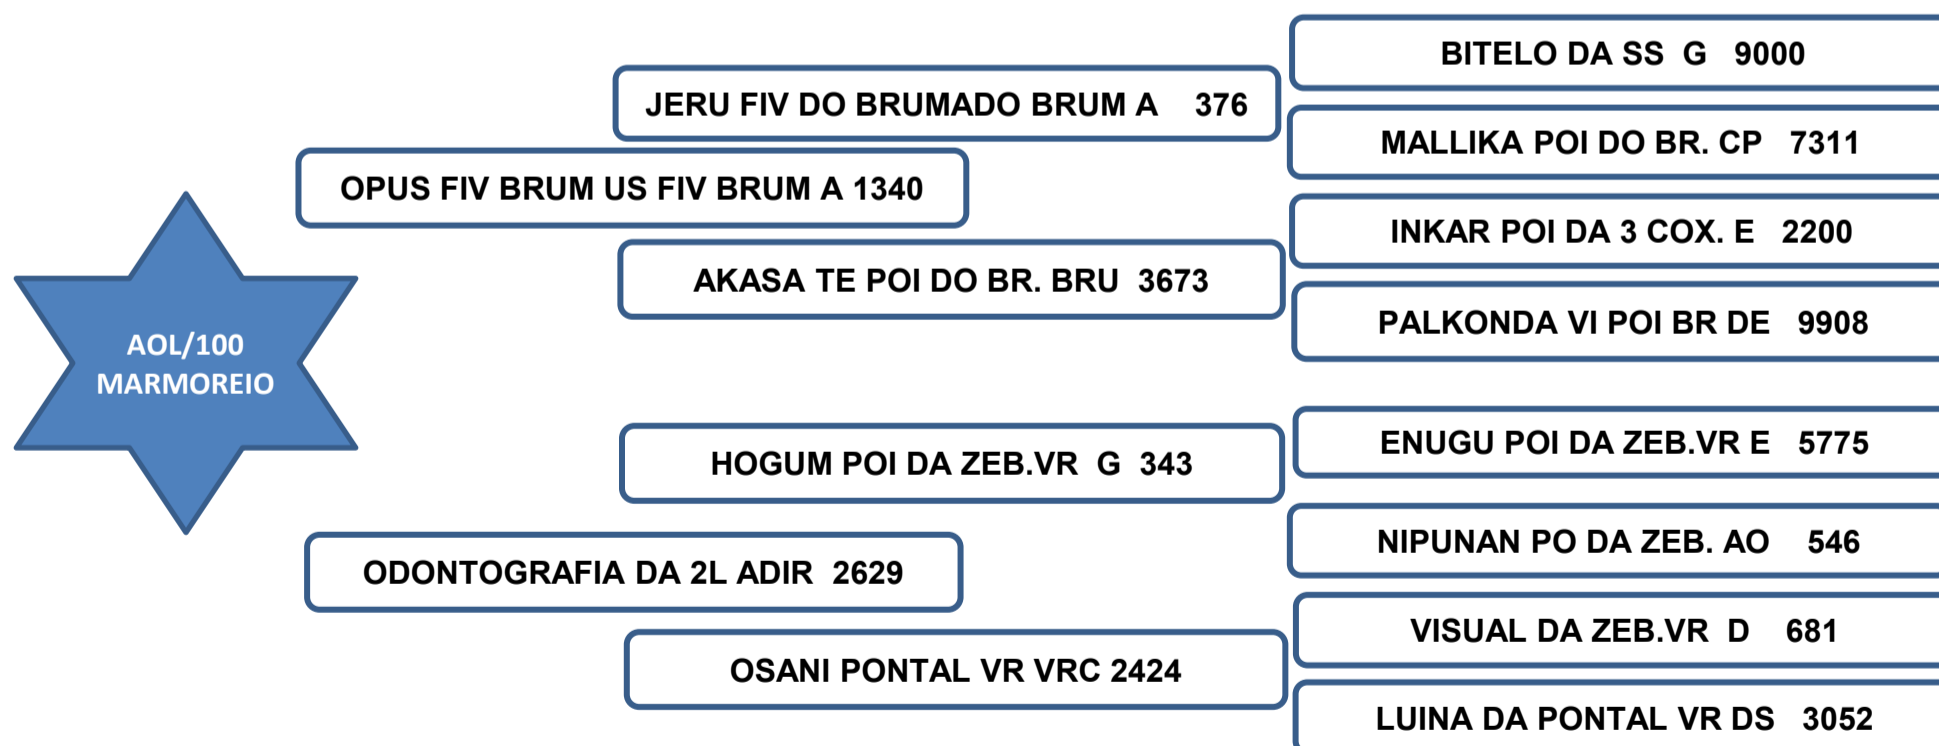 BITELO DA SS G 9000
JERU FIV DO BRUMADO BRUM A 376
MALLIKA POI DO BR. CP 7311
OPUS FIV BRUM US FIV BRUM A 1340
INKAR POI DA 3 COX. E 2200
AKASA TE POI DO BR. BRU 3673
PALKONDA VI POI BR DE 9908
AOL/100
MARMOREIO
ENUGU POI DA ZEB.VR E 5775
HOGUM POI DA ZEB.VR G 343
NIPUNAN PO DA ZEB. AO 546
ODONTOGRAFIA DA 2L ADIR 2629
VISUAL DA ZEB.VR D 681
OSANI PONTAL VR VRC 2424
LUINA DA PONTAL VR DS 3052